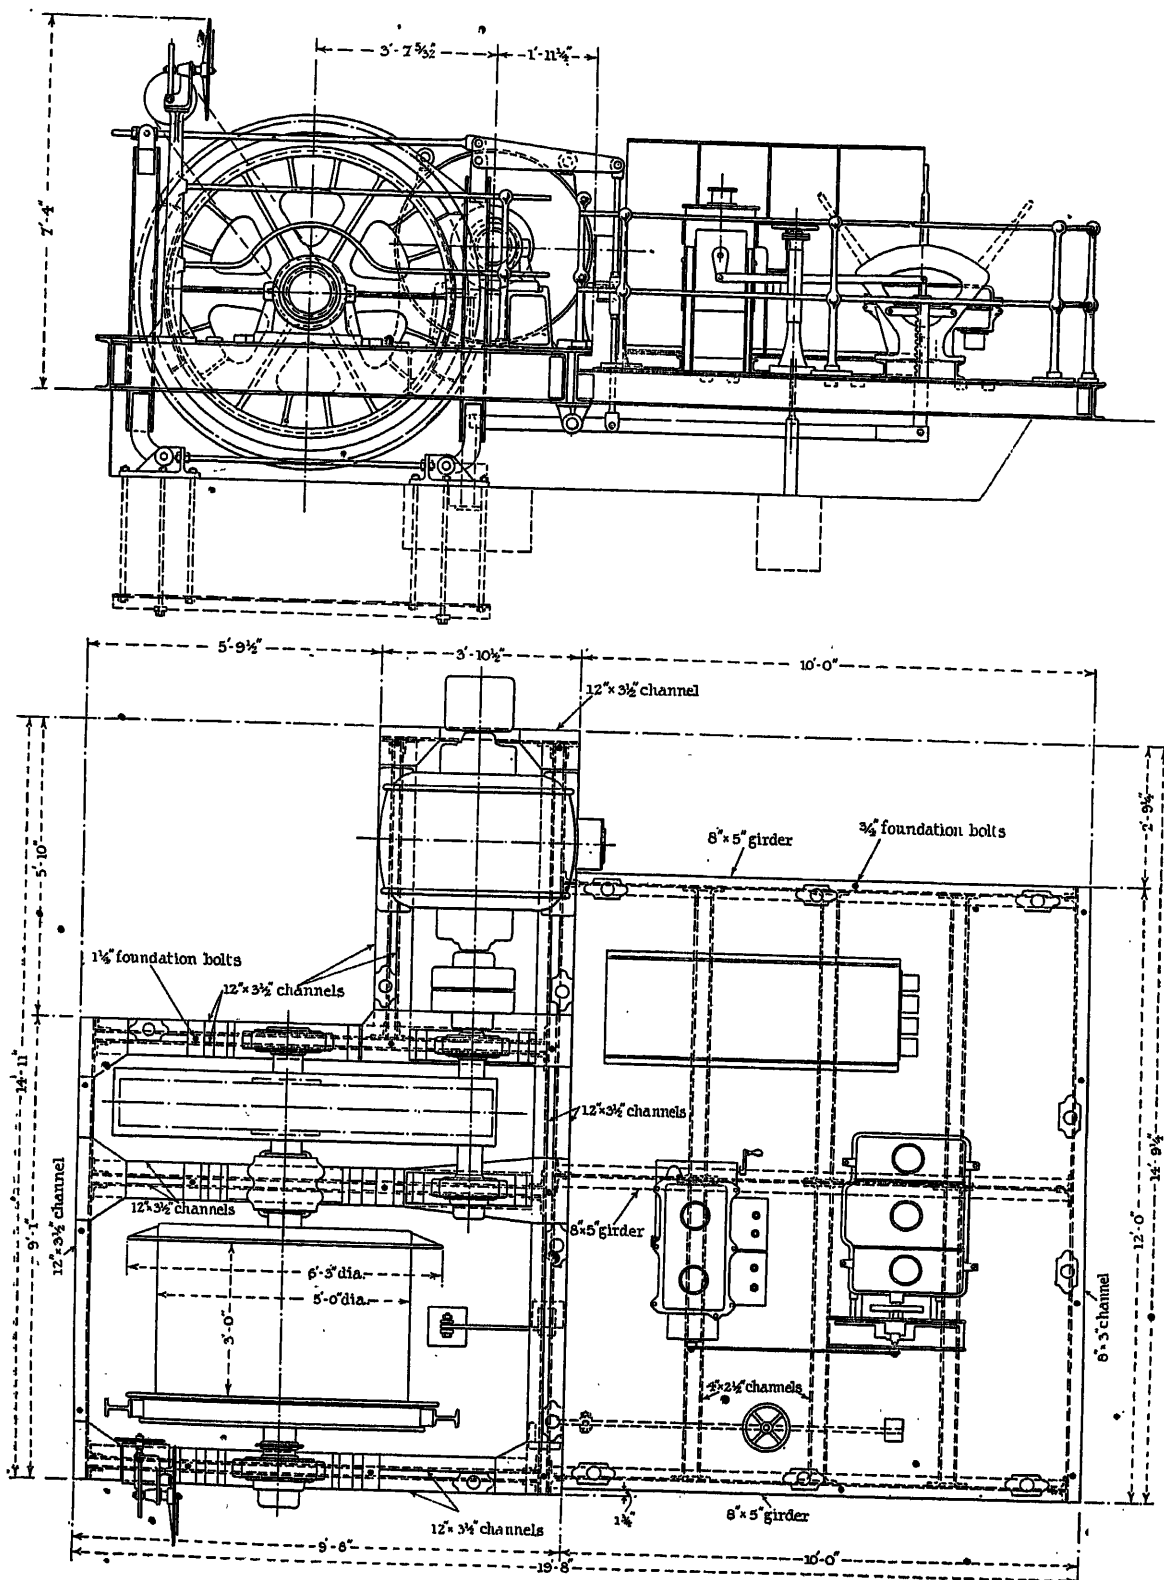 3'-7 5/32"
1'-11¼"
7'-4"
5'-9½"
3'-10½"
10'-0"
12"×3½" channel
2'-9¼"
5'-10"
8"×5" girder
¾" foundation bolts
1¼" foundation bolts
12"×3½" channels
14'-11"
12"×3½" channels
14'-9¼"
12"×3½" channel
12"×3½" channels
8"×5" girder
9'-1"
12'-0"
6'-3" dia.
5'-0" dia.
3'-0"
8"×3" channel
4"×2½" channels
12"×3½" channels
1¾"
8"×5" girder
9'-8"
10'-0"
19'-8"